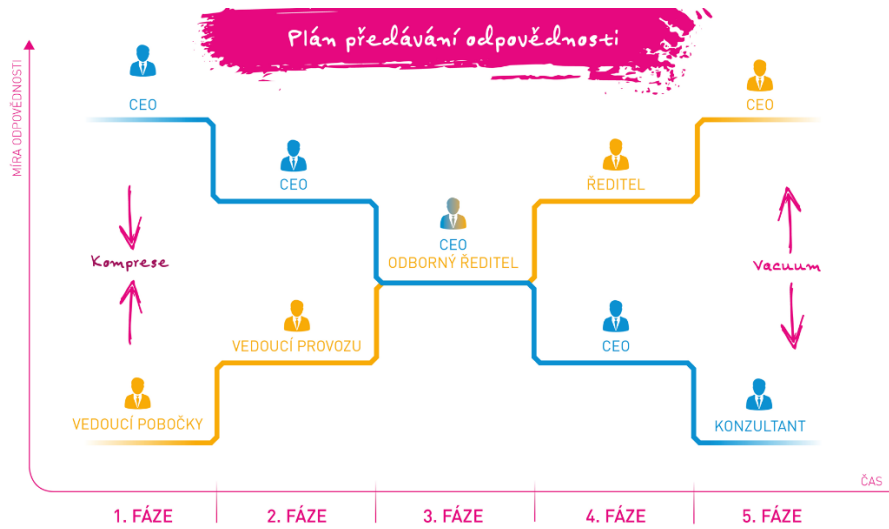 Plán předávání odpovědnosti
MÍRA ODPOVĚDNOSTI
CEO
CEO
CEO
ŘEDITEL
CEO
ODBORNÝ ŘEDITEL
Komprese
Vacuum
VEDOUCÍ PROVOZU
CEO
VEDOUCÍ POBOČKY
KONZULTANT
ČAS
1. FÁZE
2. FÁZE
3. FÁZE
4. FÁZE
5. FÁZE